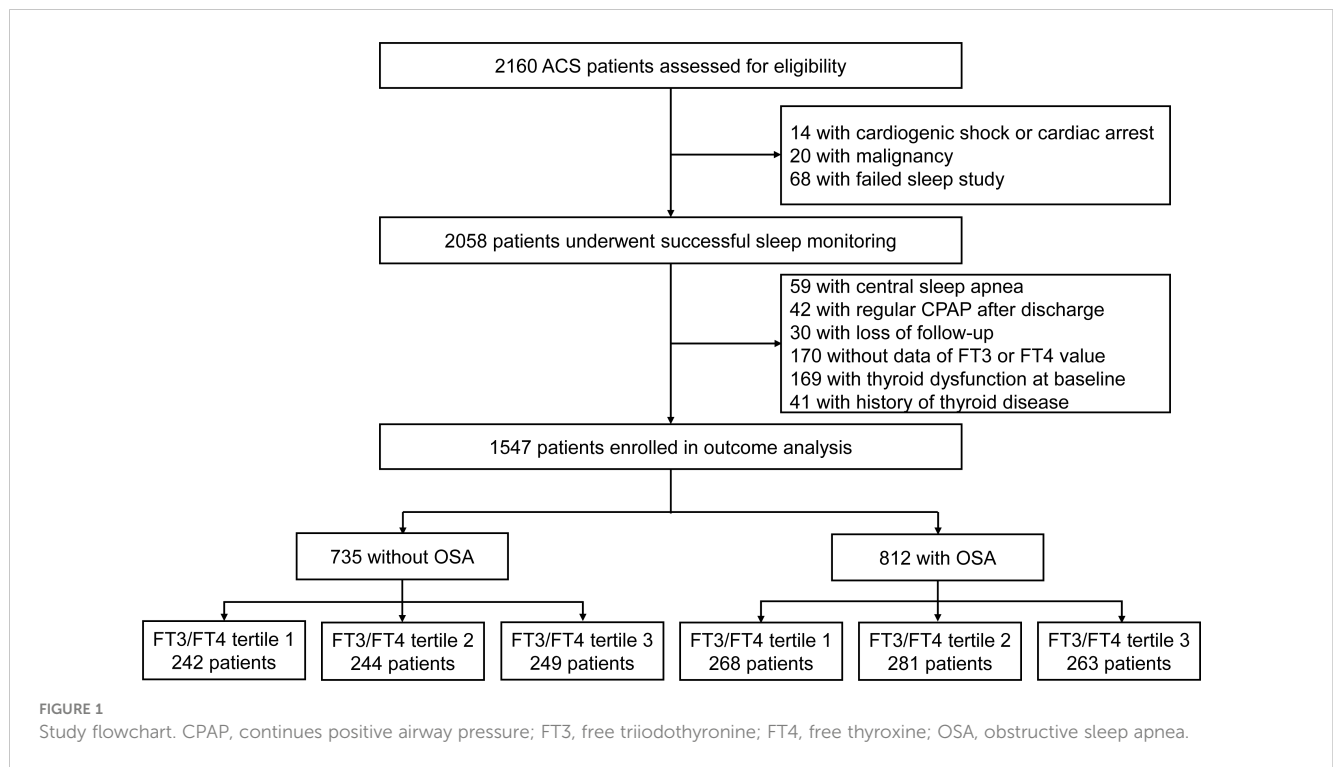 2160 ACS patients assessed for eligibility
14 with cardiogenic shock or cardiac arrest
20 with malignancy
68 with failed sleep study
2058 patients underwent successful sleep monitoring
59 with central sleep apnea
42 with regular CPAP after discharge
30 with loss of follow-up
170 without data of FT3 or FT4 value
169 with thyroid dysfunction at baseline
41 with history of thyroid disease
1547 patients enrolled in outcome analysis
735 without OSA
812 with OSA
FT3/FT4 tertile 1
242 patients
FT3/FT4 tertile 2
244 patients
FT3/FT4 tertile 3
249 patients
FT3/FT4 tertile 1
268 patients
FT3/FT4 tertile 2
281 patients
FT3/FT4 tertile 3
263 patients
FIGURE 1
Study flowchart. CPAP, continues positive airway pressure; FT3, free triiodothyronine; FT4, free thyroxine; OSA, obstructive sleep apnea.